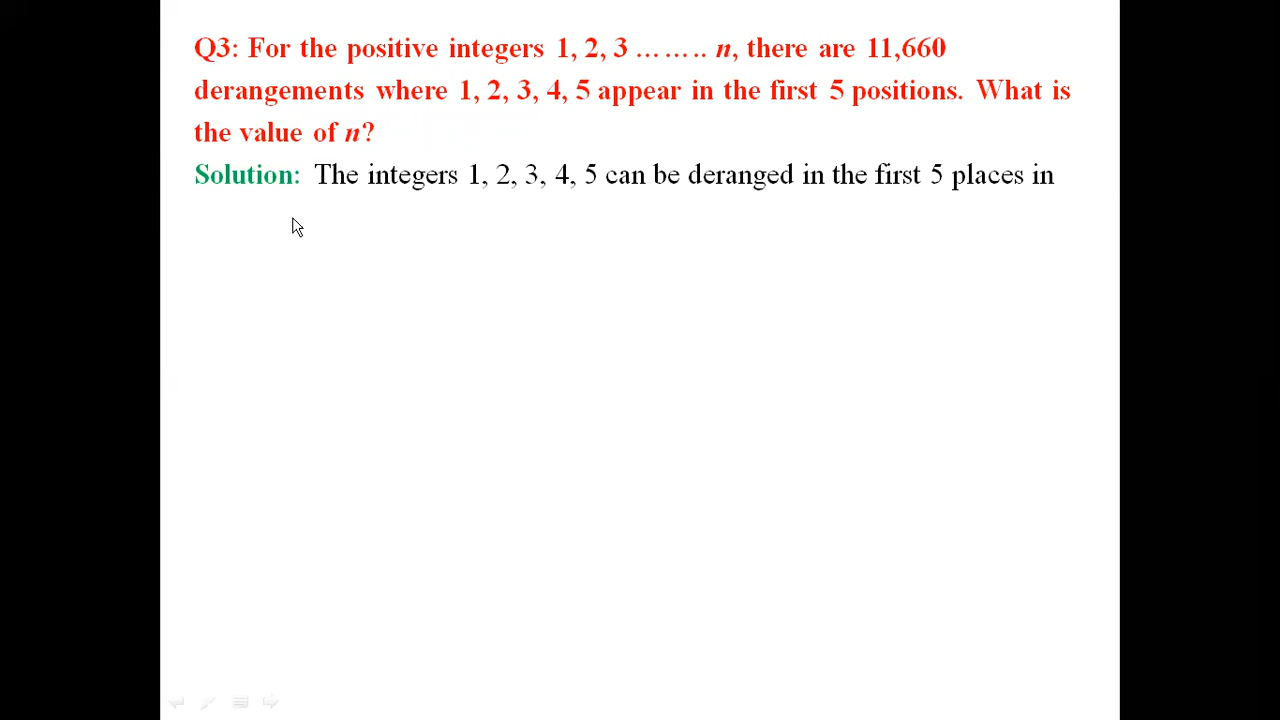 Q3: For the positive integers 1, 2, 3 …….. n, there are 11,660
derangements where 1, 2, 3, 4, 5 appear in the first 5 positions. What is
the value of n?
Solution: The integers 1, 2, 3, 4, 5 can be deranged in the first 5 places in